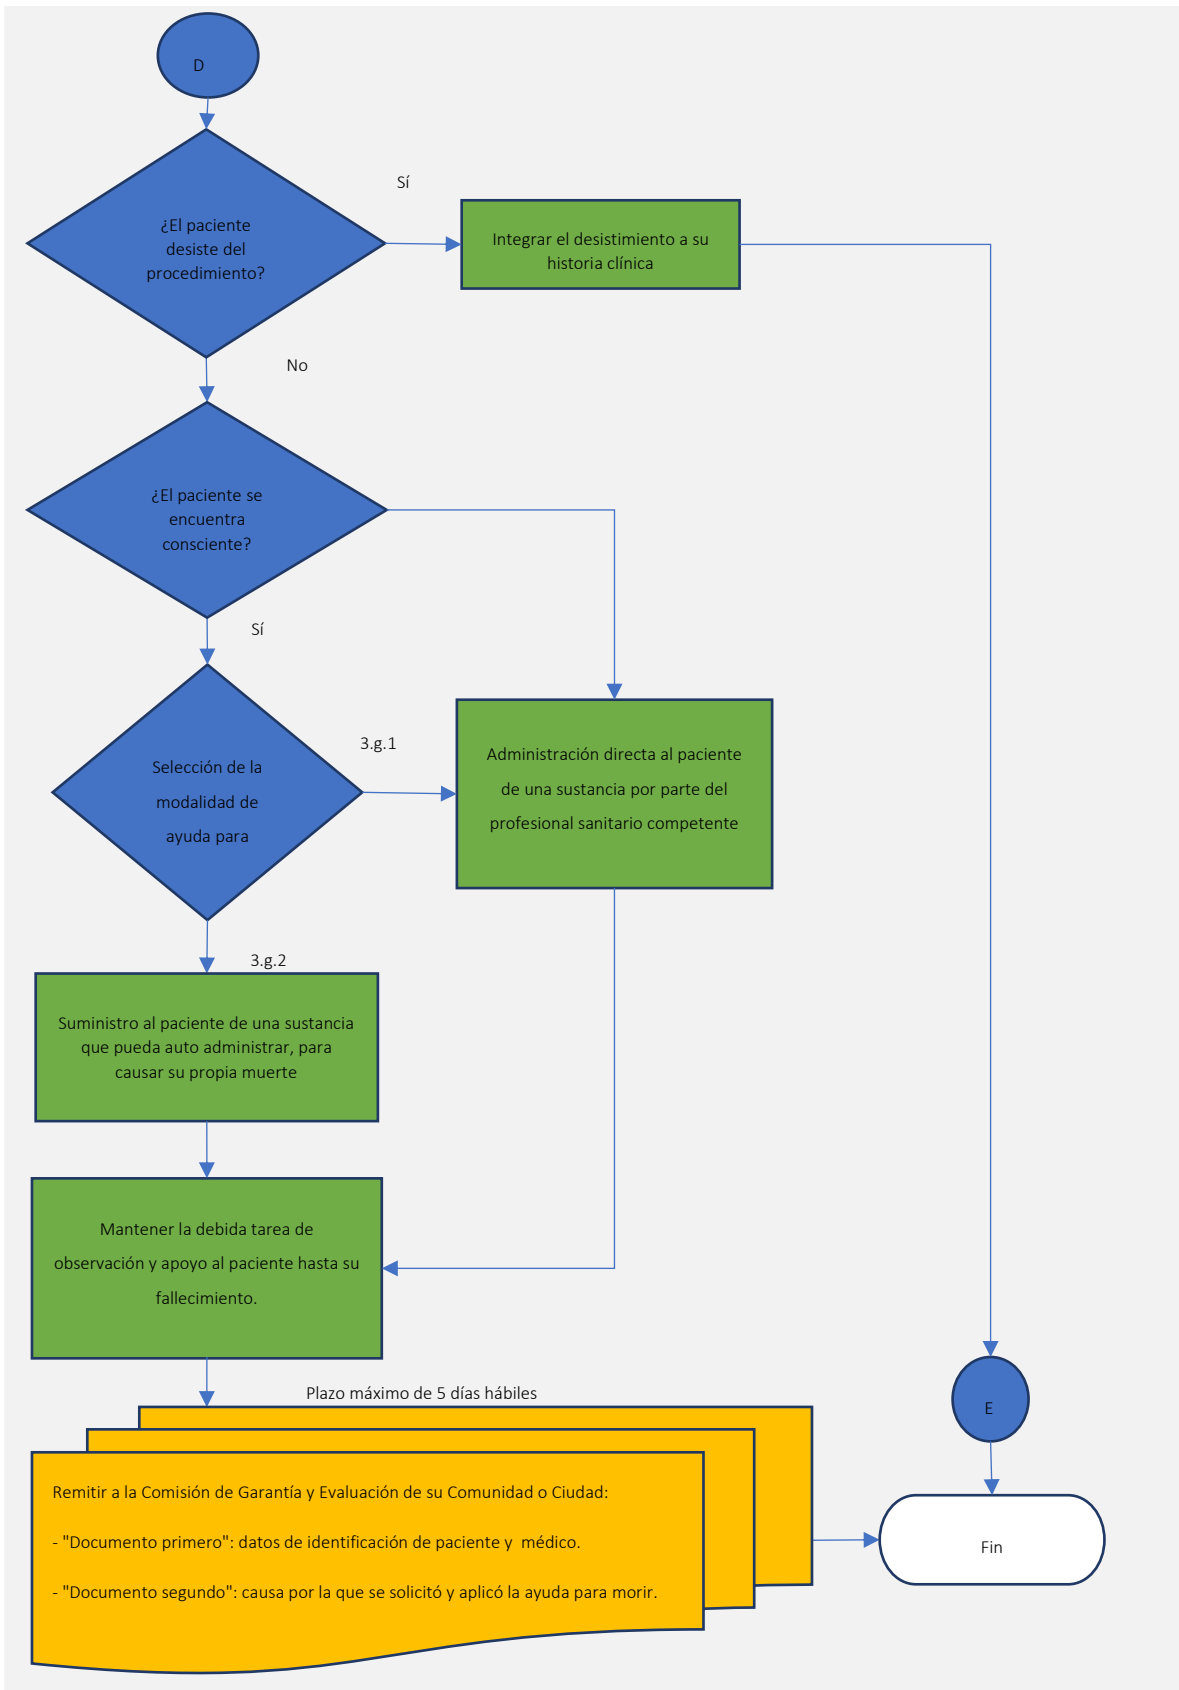 D
¿El paciente
desiste del
procedimiento?
Sí
Integrar el desistimiento a su
historia clínica
No
¿El paciente se
encuentra
consciente?
Sí
Selección de la
modalidad de
ayuda para
3.g.1
Administración directa al paciente
de una sustancia por parte del
profesional sanitario competente
3.g.2
Suministro al paciente de una sustancia
que pueda auto administrar, para
causar su propia muerte
Mantener la debida tarea de
observación y apoyo al paciente hasta su
fallecimiento.
Plazo máximo de 5 días hábiles
Remitir a la Comisión de Garantía y Evaluación de su Comunidad o Ciudad:
- "Documento primero": datos de identificación de paciente y médico.
- "Documento segundo": causa por la que se solicitó y aplicó la ayuda para morir.
E
Fin